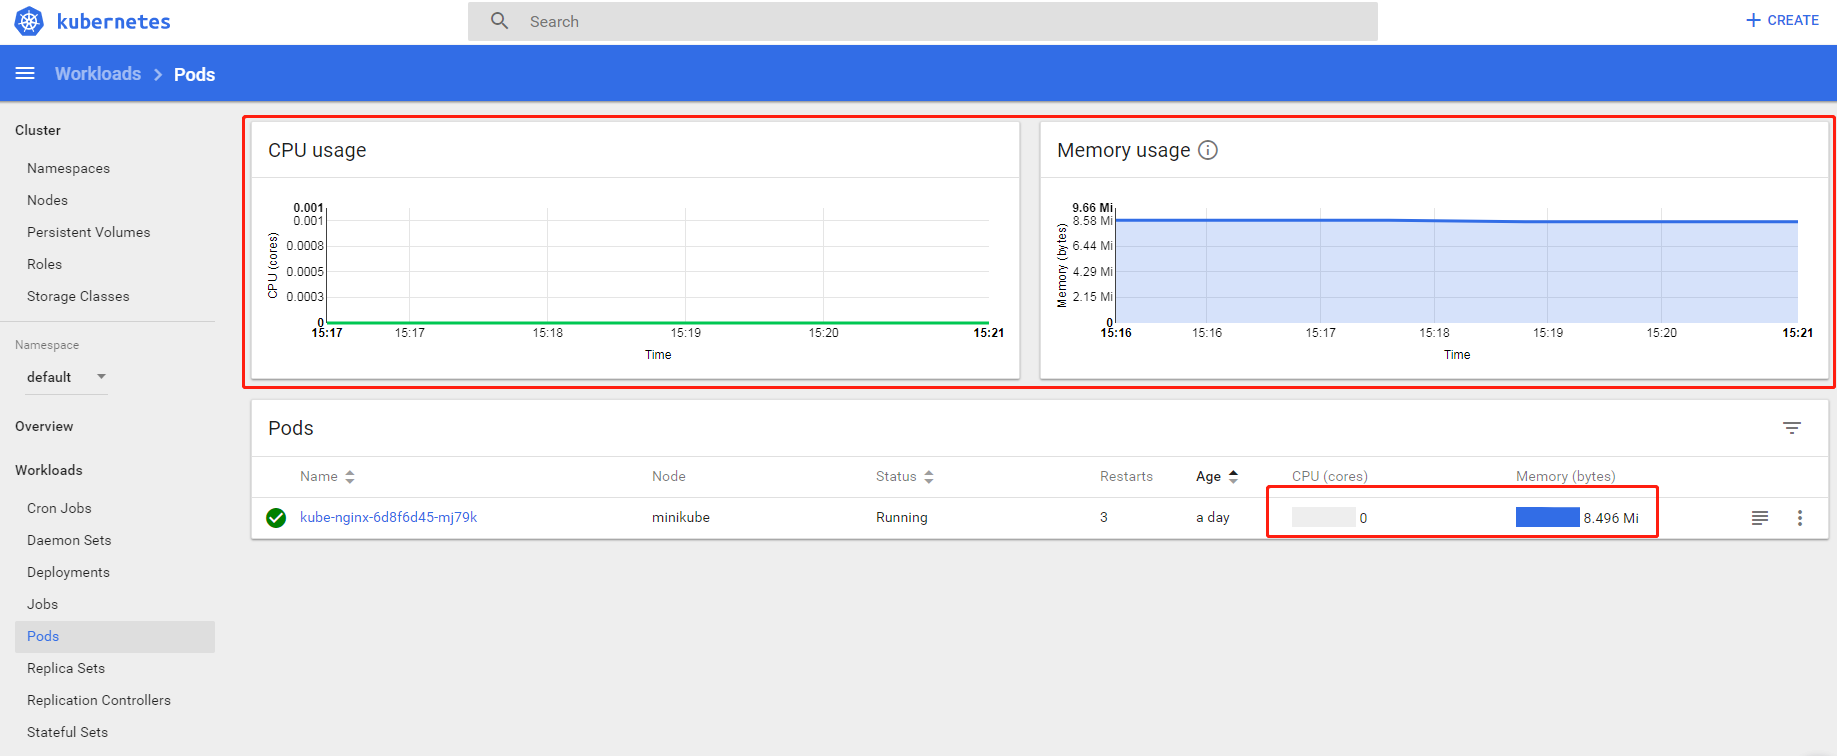 kubernetes
Search
CREATE
Workloads Pods
Cluster
Namespaces
Nodes
Persistent Volumes
Roles
Storage Classes
Namespace
default
Overview
Workloads
Cron Jobs
Daemon Sets
Deployments
Jobs
Pods
Replica Sets
Replication Controllers
Stateful Sets
CPU usage
CPU (cores)
0.001
0.001
0.0008
0.0005
0.0003
0
15:17 15:17 15:18 15:19 15:20 15:21
Time
Memory usage
Memory (bytes)
9.66 Mi
8.58 Mi
6.44 Mi
4.29 Mi
2.15 Mi
0
15:16 15:16 15:17 15:18 15:19 15:20 15:21
Time
Pods
Name Node Status Restarts Age CPU (cores) Memory (bytes)
kube-nginx-6d8f6d45-mj79k minikube Running 3 a day 0 8.496 Mi